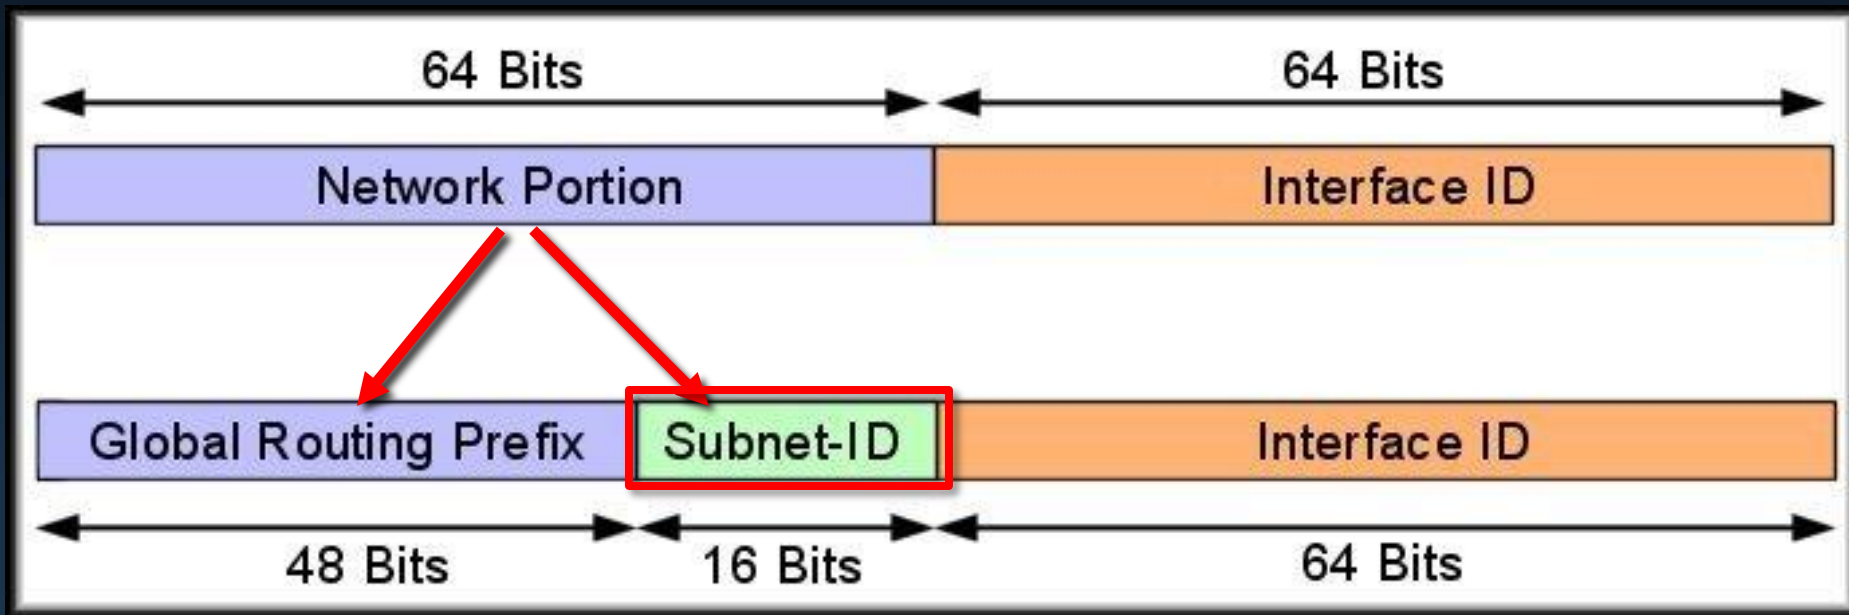 64 Bits 64 Bits
Network Portion Interface ID
Global Routing Prefix Subnet-ID Interface ID
48 Bits 16 Bits 64 Bits